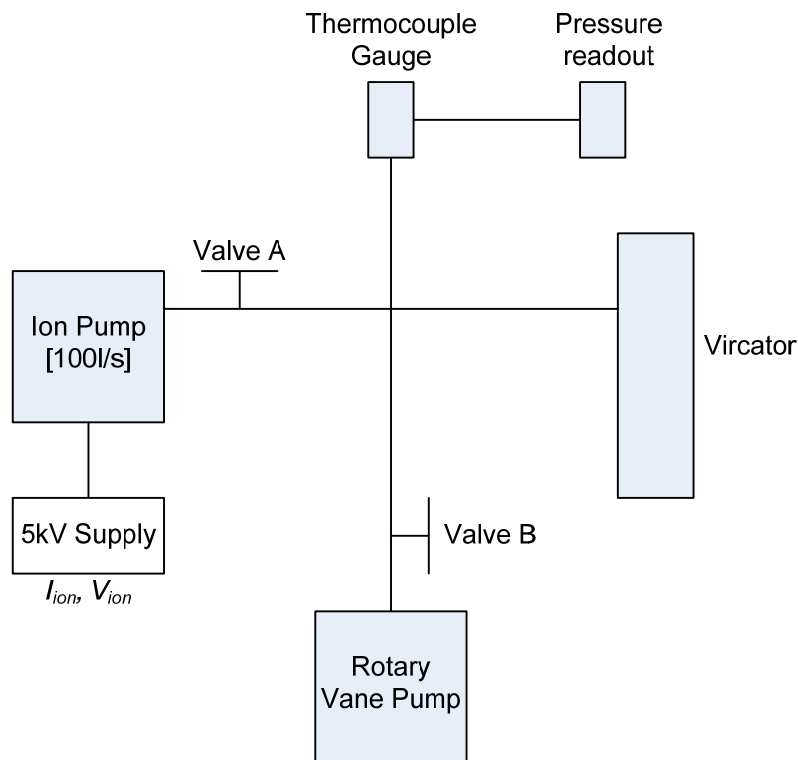 Thermocouple
Gauge
Pressure
readout
Valve A
Ion Pump
[100l/s]
Vircator
5kV Supply
Iion, Vion
Valve B
Rotary
Vane Pump